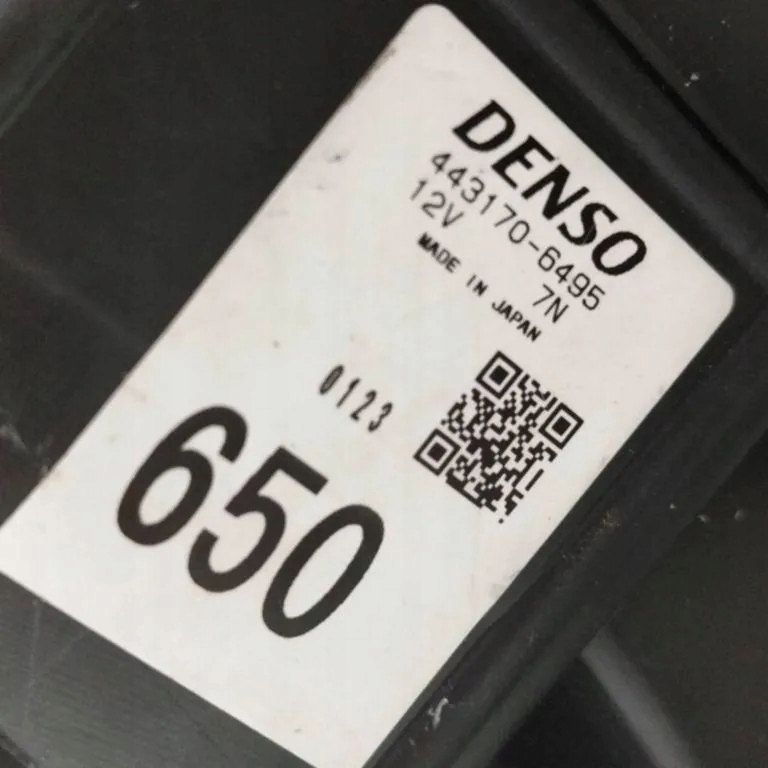 DENSO
443170-6495
12V 7N
MADE IN JAPAN
0123
650